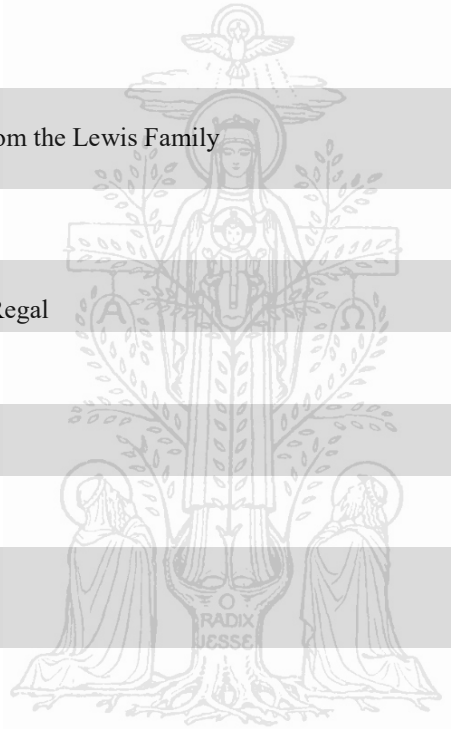 om the Lewis Family
Regal
Α Ω
O
RADIX
JESSE